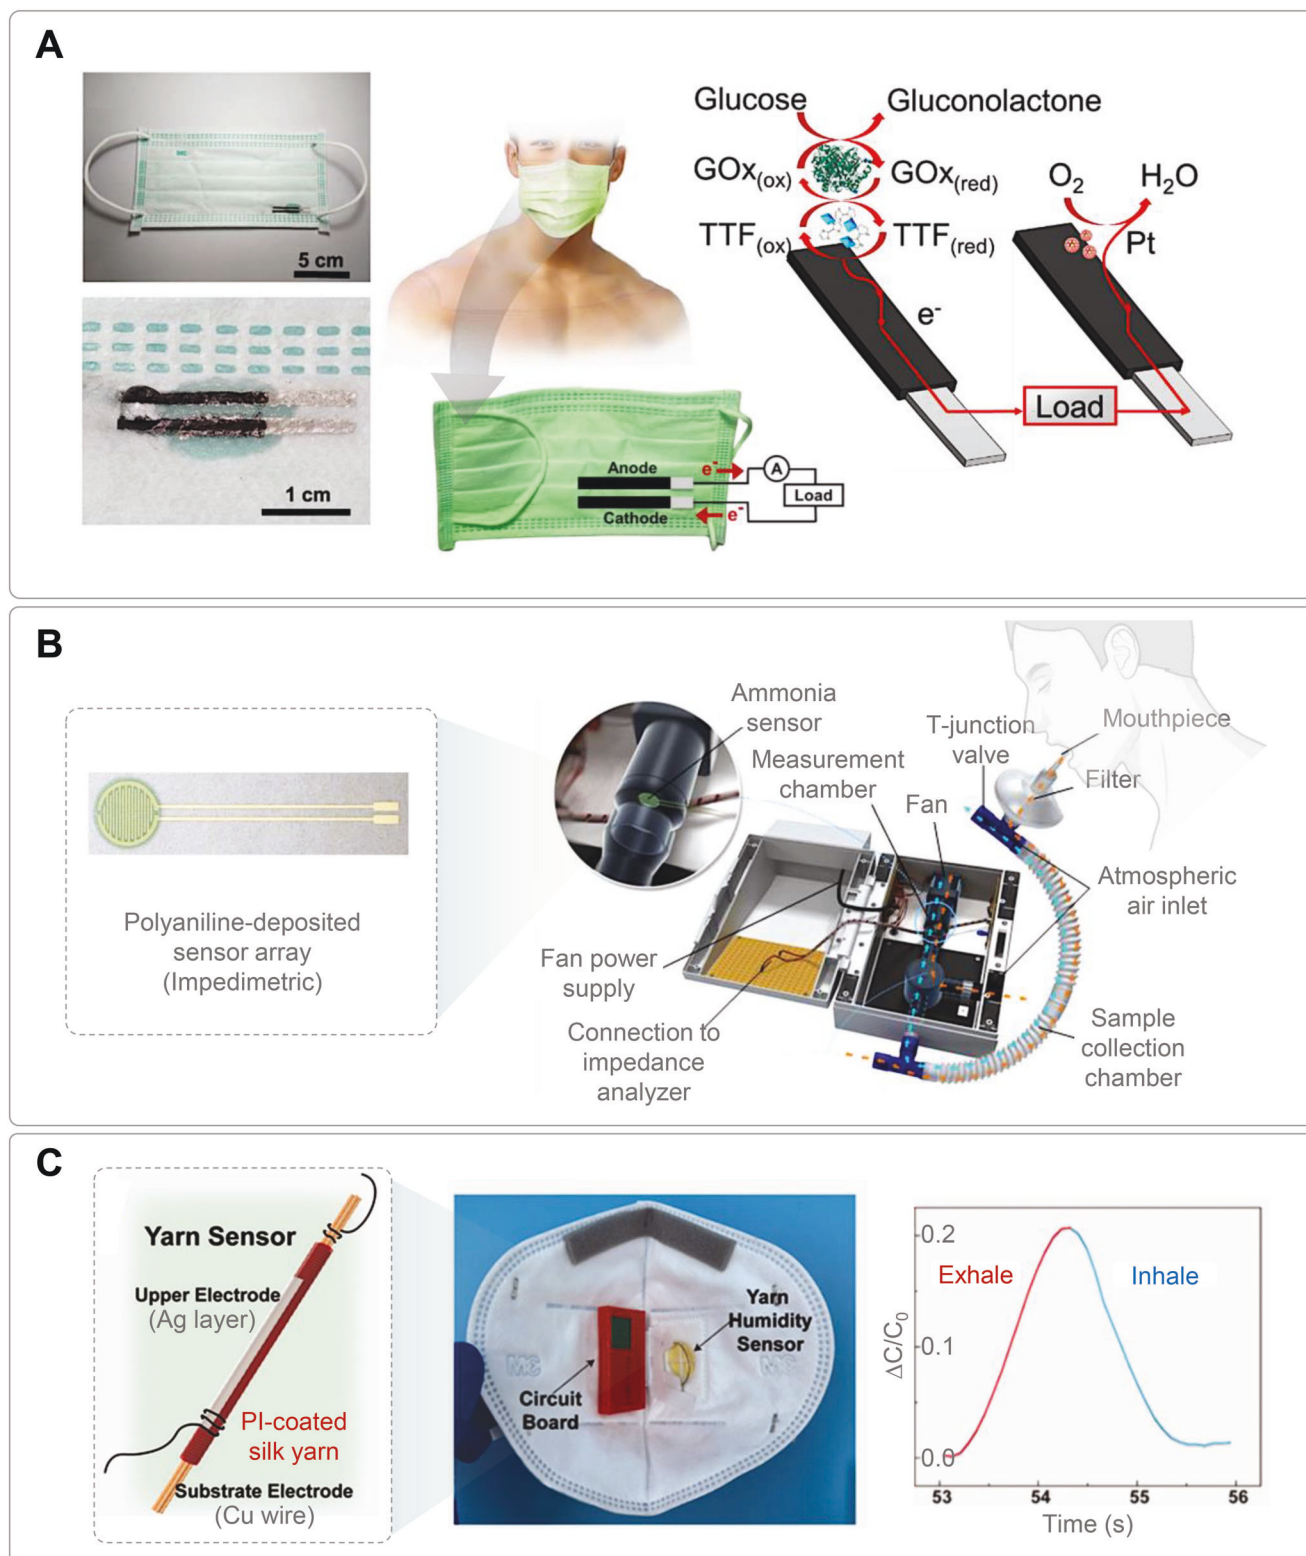 A
5 cm
1 cm
Glucose
Gluconolactone
GOx(ox)
GOx(red)
TTF(ox)
TTF(red)
e-
O2
H2O
Pt
Load
Anode
Cathode
e-
e-
A
Load
B
Polyaniline-deposited
sensor array
(Impedimetric)
Ammonia
sensor
Measurement
chamber
Fan
T-junction
valve
Mouthpiece
Filter
Atmospheric
air inlet
Fan power
supply
Connection to
impedance
analyzer
Sample
collection
chamber
C
Yarn Sensor
Upper Electrode
(Ag layer)
PI-coated
silk yarn
Substrate Electrode
(Cu wire)
Yarn
Humidity
Sensor
Circuit
Board
ΔC/C0
0.2
0.1
0.0
Exhale
Inhale
53
54
55
56
Time (s)